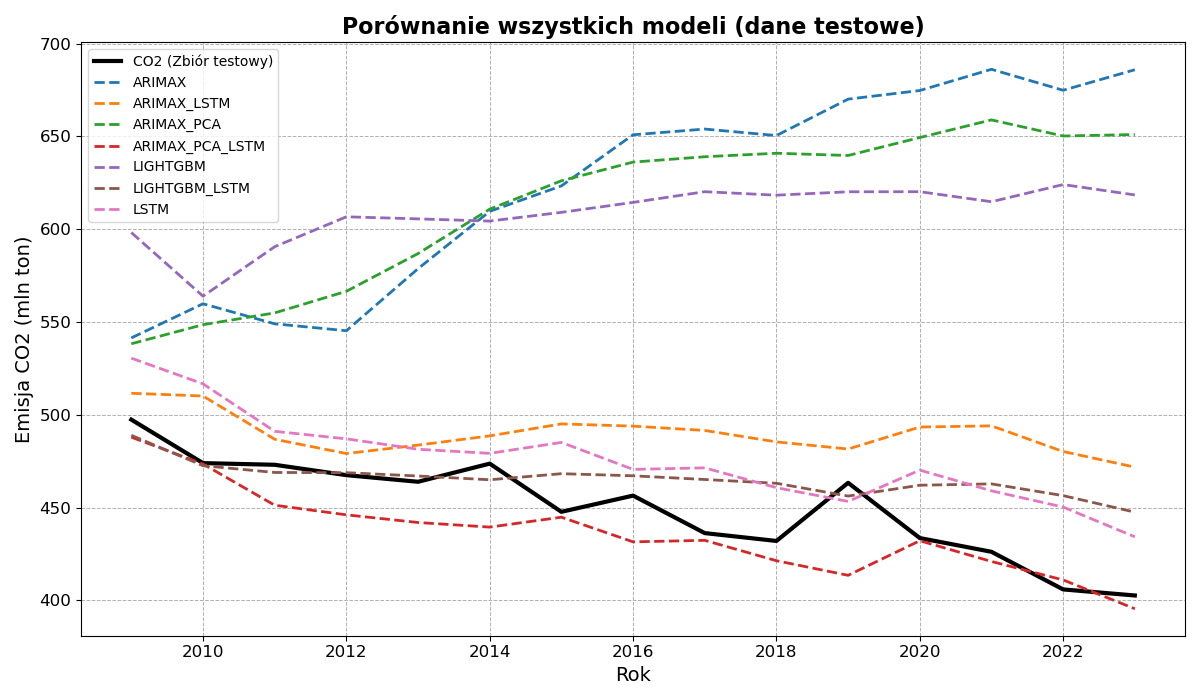 Porównanie wszystkich modeli (dane testowe)
CO2 (Zbiór testowy)
ARIMAX
ARIMAX_LSTM
ARIMAX_PCA
ARIMAX_PCA_LSTM
LIGHTGBM
LIGHTGBM_LSTM
LSTM
Emisja CO2 (mln ton)
700
650
600
550
500
450
400
2010 2012 2014 2016 2018 2020 2022
Rok